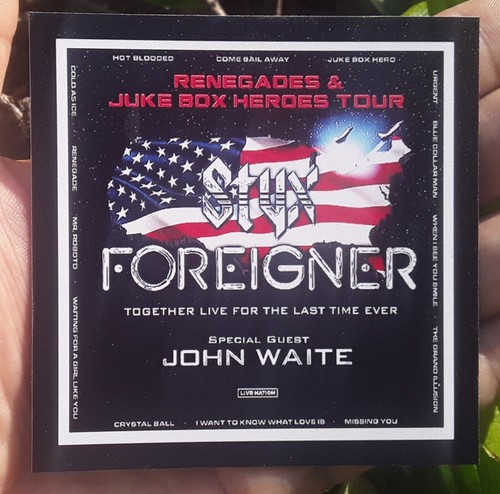 HOT BLOODED COME SAIL AWAY JUKE BOX HERO
RENEGADES &
JUKE BOX HEROES TOUR
COLD AS ICE · RENEGADE · MR. ROBOTO · WAITING FOR A GIRL LIKE YOU
URGENT BLUE COLLAR MAN · WHEN I SEE YOU SMILE · THE GRAND ILLUSION
STYX
FOREIGNER
TOGETHER LIVE FOR THE LAST TIME EVER
SPECIAL GUEST
JOHN WAITE
LIVE NATION
CRYSTAL BALL · I WANT TO KNOW WHAT LOVE IS · MISSING YOU